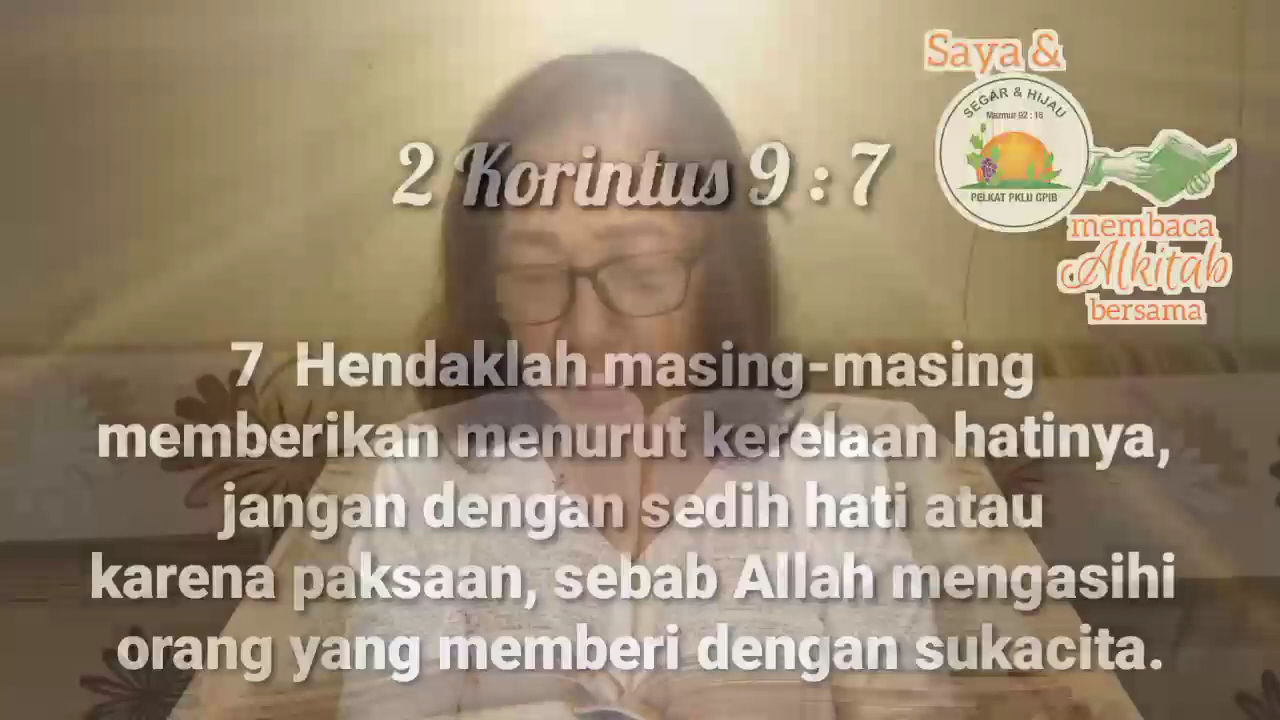 Saya &
SEGAR & HIJAU
Mazmur 92 : 16
PELKAT PKLU GPIB
membaca
Alkitab
bersama
2 Korintus 9 : 7
7 Hendaklah masing-masing
memberikan menurut kerelaan hatinya,
jangan dengan sedih hati atau
karena paksaan, sebab Allah mengasihi
orang yang memberi dengan sukacita.